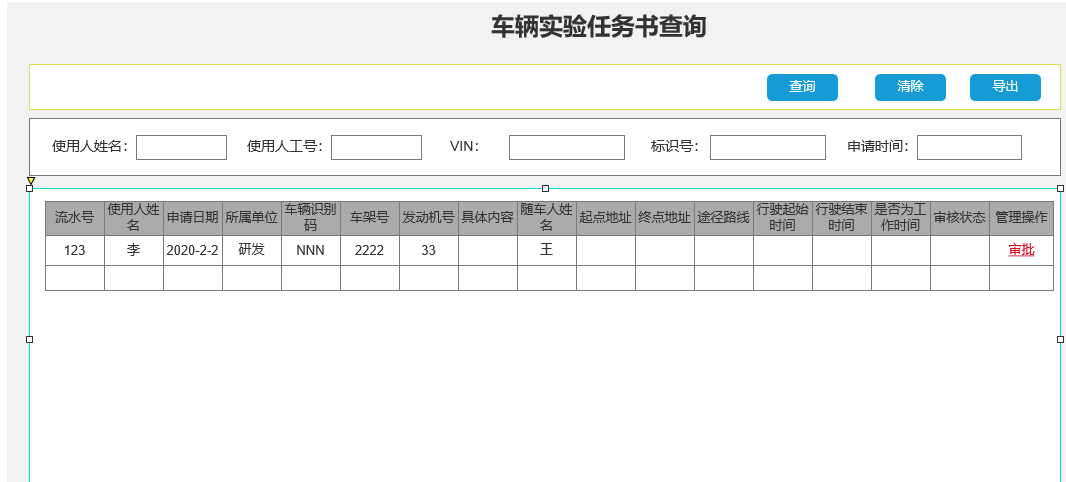 车辆实验任务书查询
查询 清除 导出
使用人姓名： 使用人工号： VIN： 标识号： 申请时间：
流水号 使用人姓名 申请日期 所属单位 车辆识别码 车架号 发动机号 具体内容 随车人姓名 起点地址 终点地址 途径路线 行驶起始时间 行驶结束时间 是否为工作时间 审核状态 管理操作
123 李 2020-2-2 研发 NNN 2222 33 王 审批